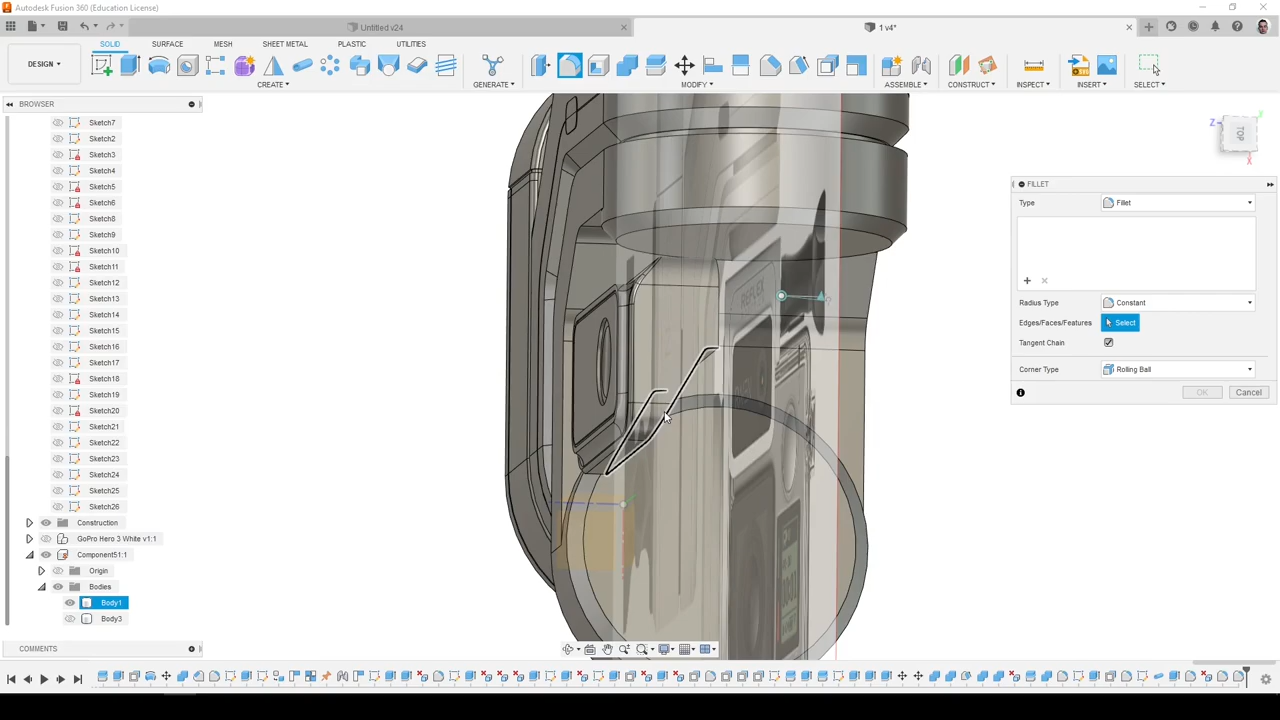 Autodesk Fusion 360 (Education License)
Untitled v24
1 v4*
SOLID
SURFACE
MESH
SHEET METAL
PLASTIC
UTILITIES
DESIGN
CREATE
GENERATE
MODIFY
ASSEMBLE
CONSTRUCT
INSPECT
INSERT
SELECT
BROWSER
Sketch7
Sketch2
Sketch3
Sketch4
Sketch5
Sketch6
Sketch8
Sketch9
Sketch10
Sketch11
Sketch12
Sketch13
Sketch14
Sketch15
Sketch16
Sketch17
Sketch18
Sketch19
Sketch20
Sketch21
Sketch22
Sketch23
Sketch24
Sketch25
Sketch26
Construction
GoPro Hero 3 White v1:1
Component51:1
Origin
Bodies
Body1
Body3
COMMENTS
REFLEX
Z
TOP
X
FILLET
Type
Fillet
Radius Type
Constant
Edges/Faces/Features
Select
Tangent Chain
Corner Type
Rolling Ball
OK
Cancel